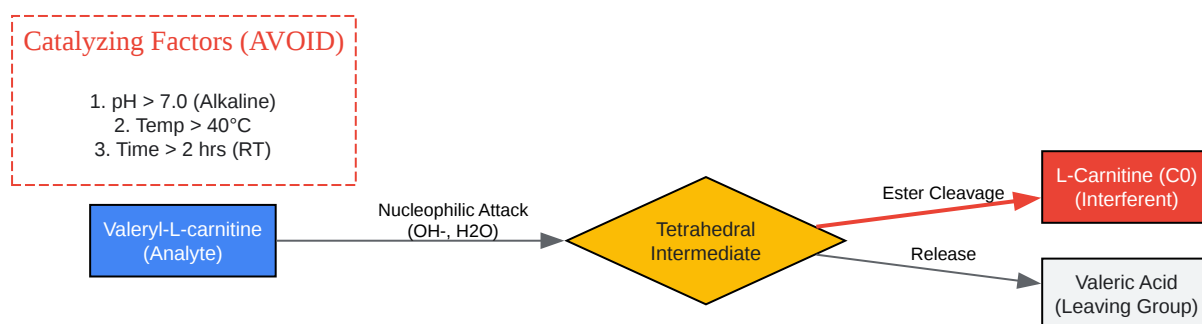 Catalyzing Factors (AVOID)
1. pH > 7.0 (Alkaline)
2. Temp > 40°C
3. Time > 2 hrs (RT)
Valeryl-L-carnitine
(Analyte)
Nucleophilic Attack
(OH-, H2O)
Tetrahedral
Intermediate
Ester Cleavage
L-Carnitine (C0)
(Interferent)
Release
Valeric Acid
(Leaving Group)